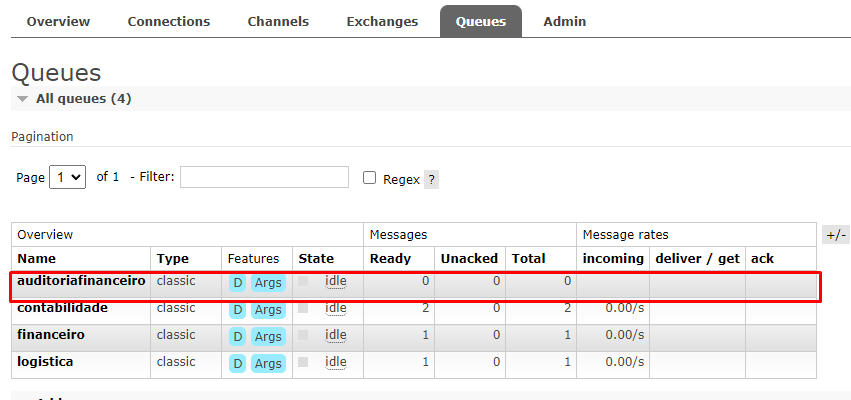 Overview Connections Channels Exchanges Queues Admin
Queues
All queues (4)
Pagination
Page 1 of 1 - Filter: Regex ?
Overview Messages Message rates +/-
Name Type Features State Ready Unacked Total incoming deliver / get ack
auditoriafinanceiro classic D Args idle 0 0 0
contabilidade classic D Args idle 2 0 2 0.00/s
financeiro classic D Args idle 1 0 1 0.00/s
logistica classic D Args idle 1 0 1 0.00/s